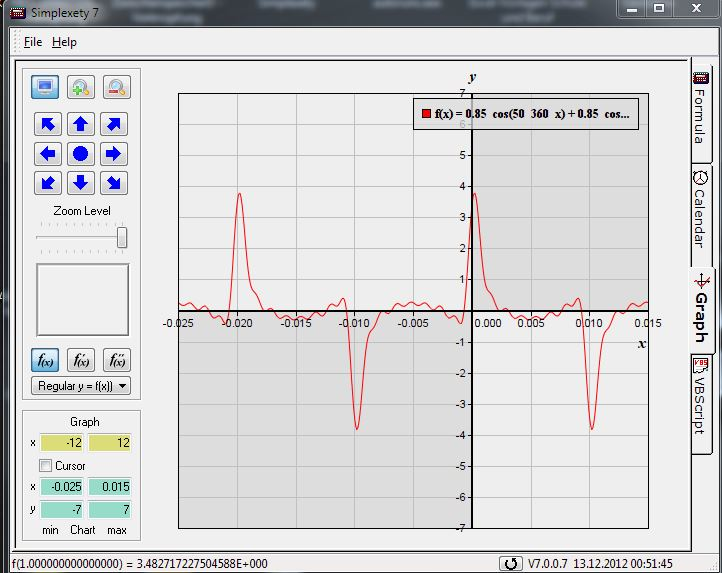 Simplexety 7
File Help
y
f(x) = 0.85 cos(50 360 x) + 0.85 cos...
7
6
5
4
3
2
1
-1
-2
-3
-4
-5
-6
-7
-0.025 -0.020 -0.015 -0.010 -0.005 0.000 0.005 0.010 0.015
x
Zoom Level
f(x) f'(x) f''(x)
Regular y = f(x))
Graph
x -12 12
Cursor
x -0.025 0.015
y -7 7
min Chart max
Formula
Calendar
Graph
VBS
VBScript
f(1.000000000000000) = 3.482717227504588E+000
V7.0.0.7 13.12.2012 00:51:45